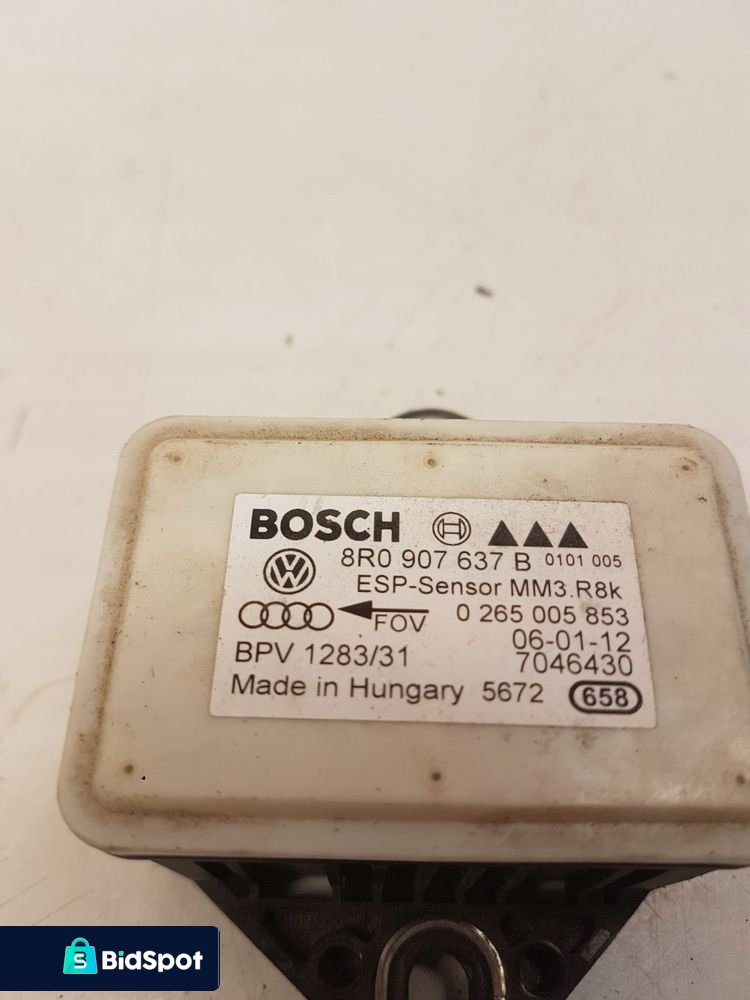 BOSCH
8R0 907 637 B 0101 005
ESP-Sensor MM3.R8k
FOV 0 265 005 853
06-01-12
BPV 1283/31 7046430
Made in Hungary 5672 658
BidSpot